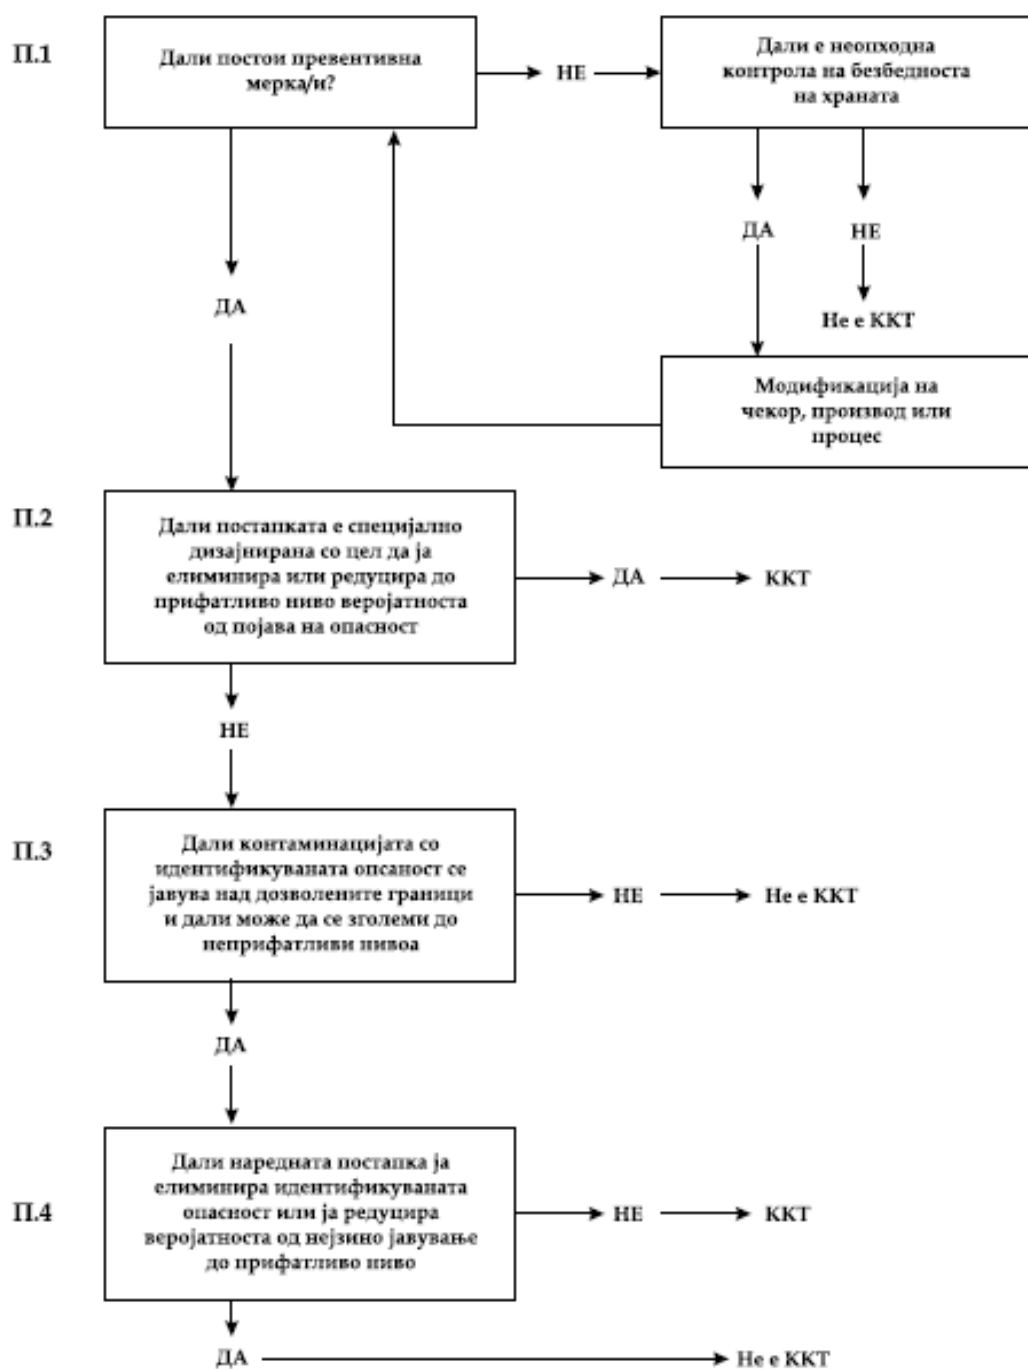 П.1
Дали постои превентивна
мерка/и?
НЕ
Дали е неопходна
контрола на безбедноста
на храната
ДА
НЕ
ДА
Не е ККТ
Модификација на
чекор, производ или
процес
П.2
Дали постапката е специјално
дизајнирана со цел да ја
елиминира или редуцира до
прифатливо ниво веројатноста
од појава на опасност
ДА
ККТ
НЕ
П.3
Дали контаминацијата со
идентификуваната опсаност се
јавува над дозволените граници
и дали може да се зголеми до
неприфатливи нивоа
НЕ
Не е ККТ
ДА
П.4
Дали наредната постапка ја
елиминира идентификуваната
опасност или ја редуцира
веројатноста од нејзино јавување
до прифатливо ниво
НЕ
ККТ
ДА
Не е ККТ